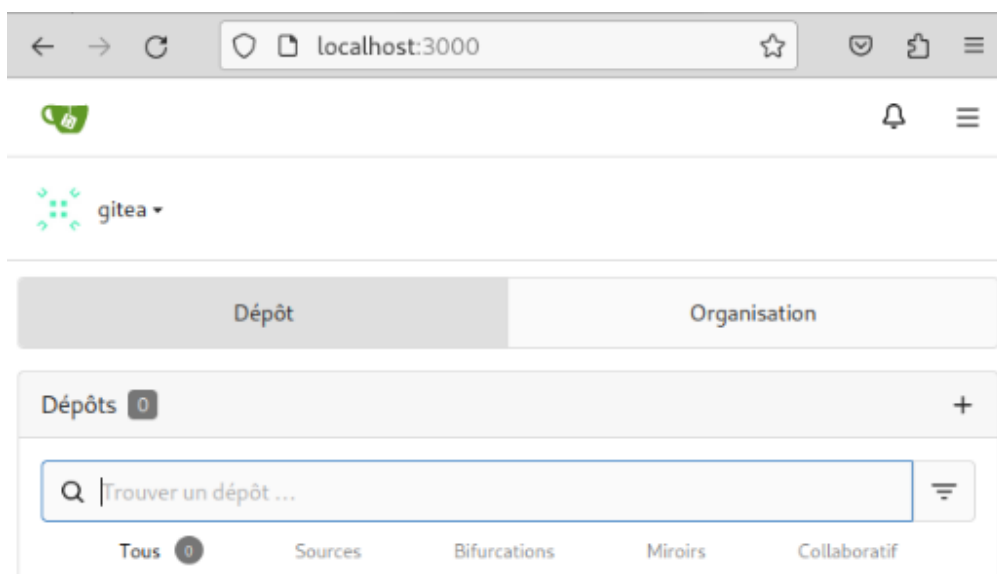 localhost:3000
gitea
Dépôt Organisation
Dépôts 0
Trouver un dépôt ...
Tous 0 Sources Bifurcations Miroirs Collaboratif